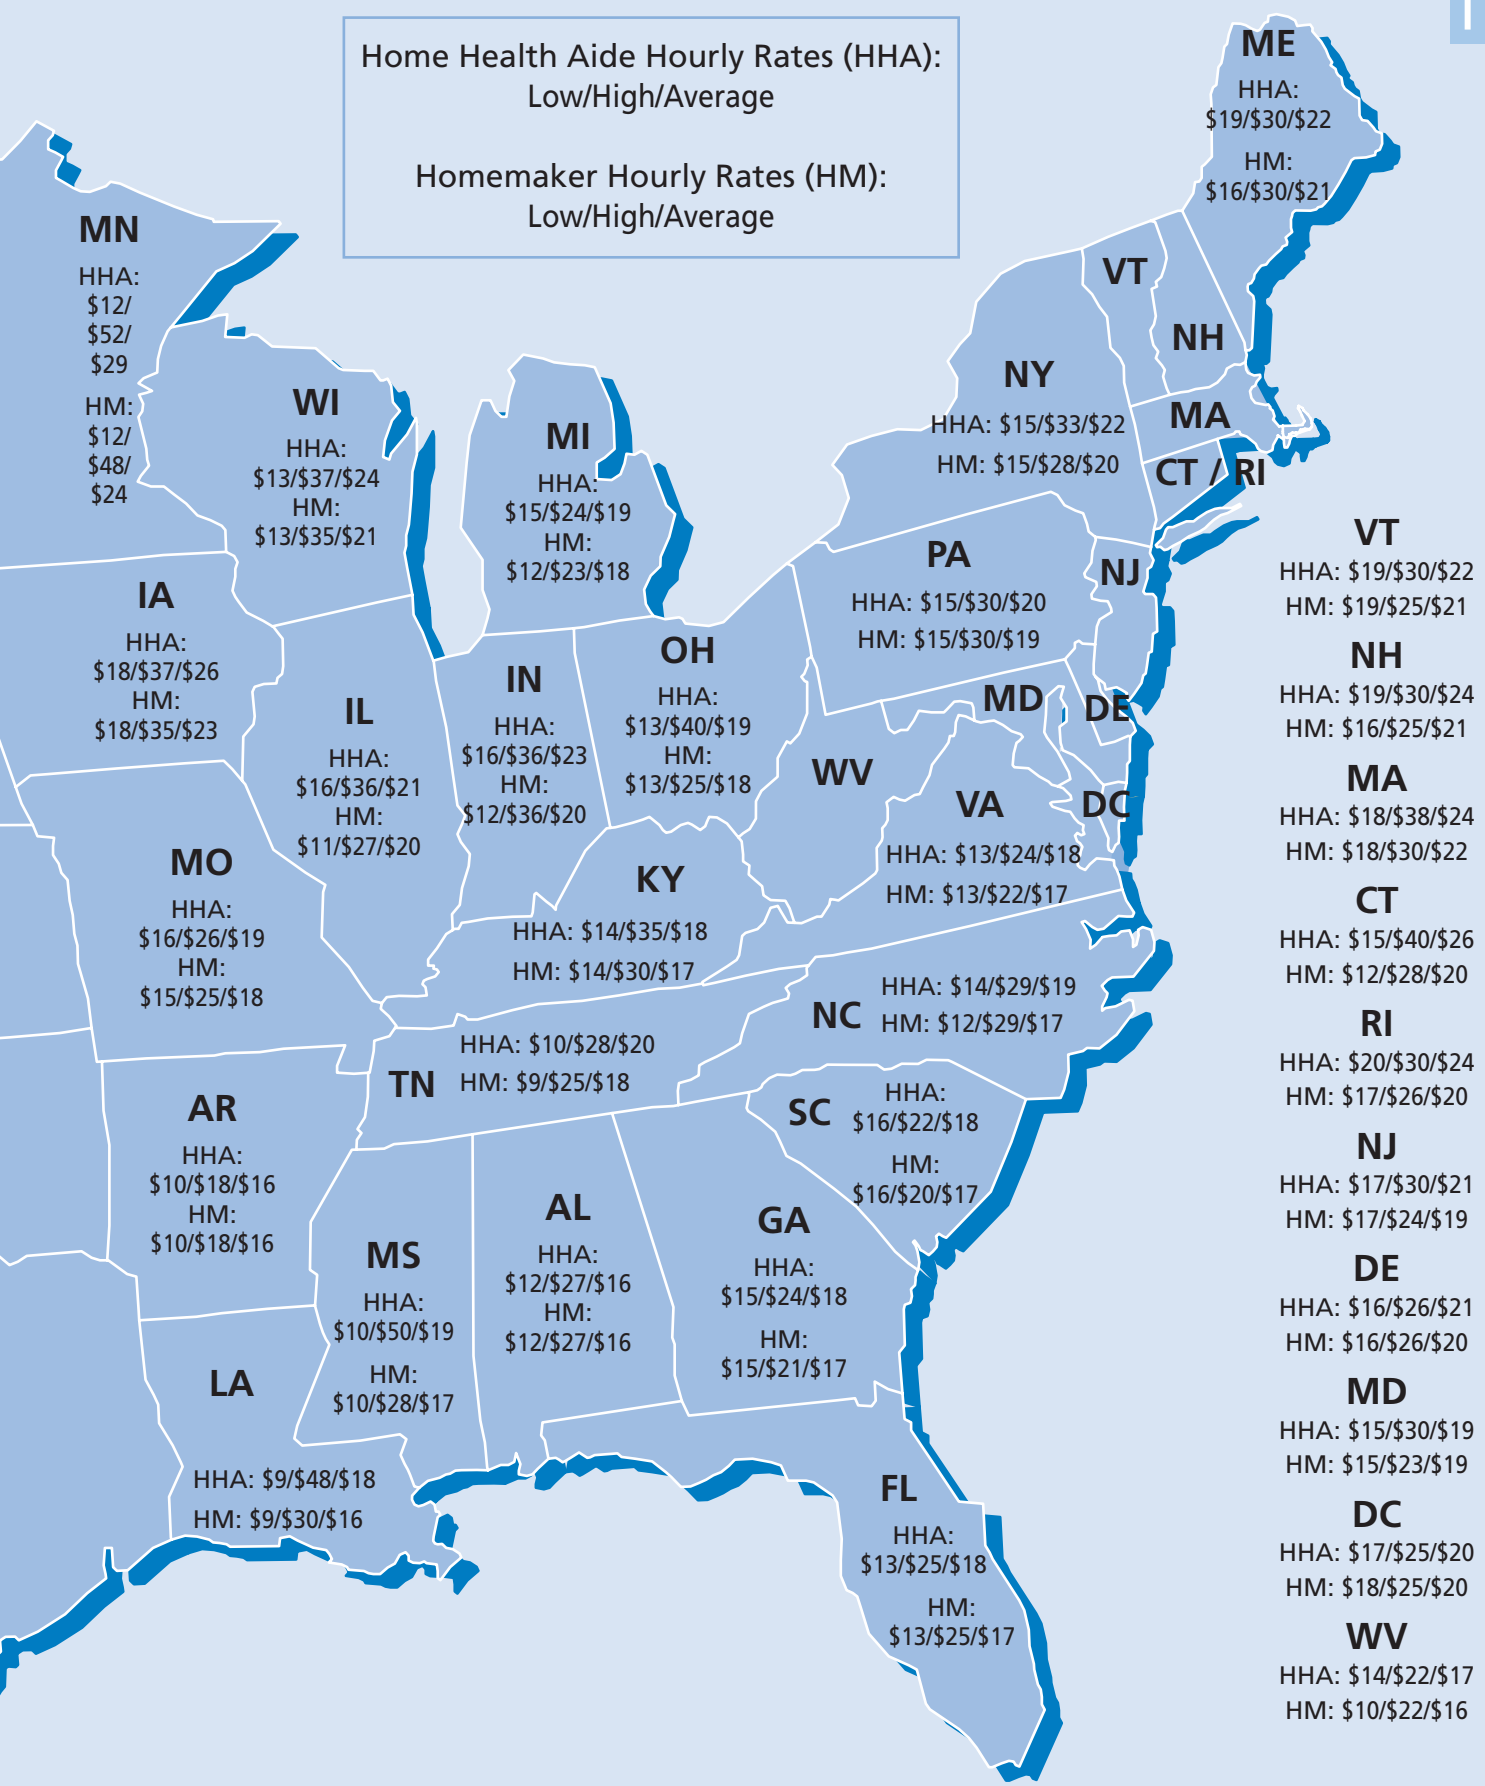 Home Health Aide Hourly Rates (HHA):
Low/High/Average
Homemaker Hourly Rates (HM):
Low/High/Average
ME
HHA:
$19/$30/$22
HM:
$16/$30/$21
MN
HHA:
$12/
$52/
$29
HM:
$12/
$48/
$24
WI
HHA:
$13/$37/$24
HM:
$13/$35/$21
MI
HHA:
$15/$24/$19
HM:
$12/$23/$18
VT
NH
NY
HHA: $15/$33/$22
HM: $15/$28/$20
MA
CT / RI
IA
HHA:
$18/$37/$26
HM:
$18/$35/$23
IL
HHA:
$16/$36/$21
HM:
$11/$27/$20
IN
HHA:
$16/$36/$23
HM:
$12/$36/$20
OH
HHA:
$13/$40/$19
HM:
$13/$25/$18
PA
HHA: $15/$30/$20
HM: $15/$30/$19
NJ
MD
DE
WV
VA
HHA: $13/$24/$18
HM: $13/$22/$17
DC
MO
HHA:
$16/$26/$19
HM:
$15/$25/$18
KY
HHA: $14/$35/$18
HM: $14/$30/$17
NC
HHA: $14/$29/$19
HM: $12/$29/$17
TN
HHA: $10/$28/$20
HM: $9/$25/$18
SC
HHA:
$16/$22/$18
HM:
$16/$20/$17
AR
HHA:
$10/$18/$16
HM:
$10/$18/$16
MS
HHA:
$10/$50/$19
HM:
$10/$28/$17
AL
HHA:
$12/$27/$16
HM:
$12/$27/$16
GA
HHA:
$15/$24/$18
HM:
$15/$21/$17
LA
HHA: $9/$48/$18
HM: $9/$30/$16
FL
HHA:
$13/$25/$18
HM:
$13/$25/$17
VT
HHA: $19/$30/$22
HM: $19/$25/$21
NH
HHA: $19/$30/$24
HM: $16/$25/$21
MA
HHA: $18/$38/$24
HM: $18/$30/$22
CT
HHA: $15/$40/$26
HM: $12/$28/$20
RI
HHA: $20/$30/$24
HM: $17/$26/$20
NJ
HHA: $17/$30/$21
HM: $17/$24/$19
DE
HHA: $16/$26/$21
HM: $16/$26/$20
MD
HHA: $15/$30/$19
HM: $15/$23/$19
DC
HHA: $17/$25/$20
HM: $18/$25/$20
WV
HHA: $14/$22/$17
HM: $10/$22/$16